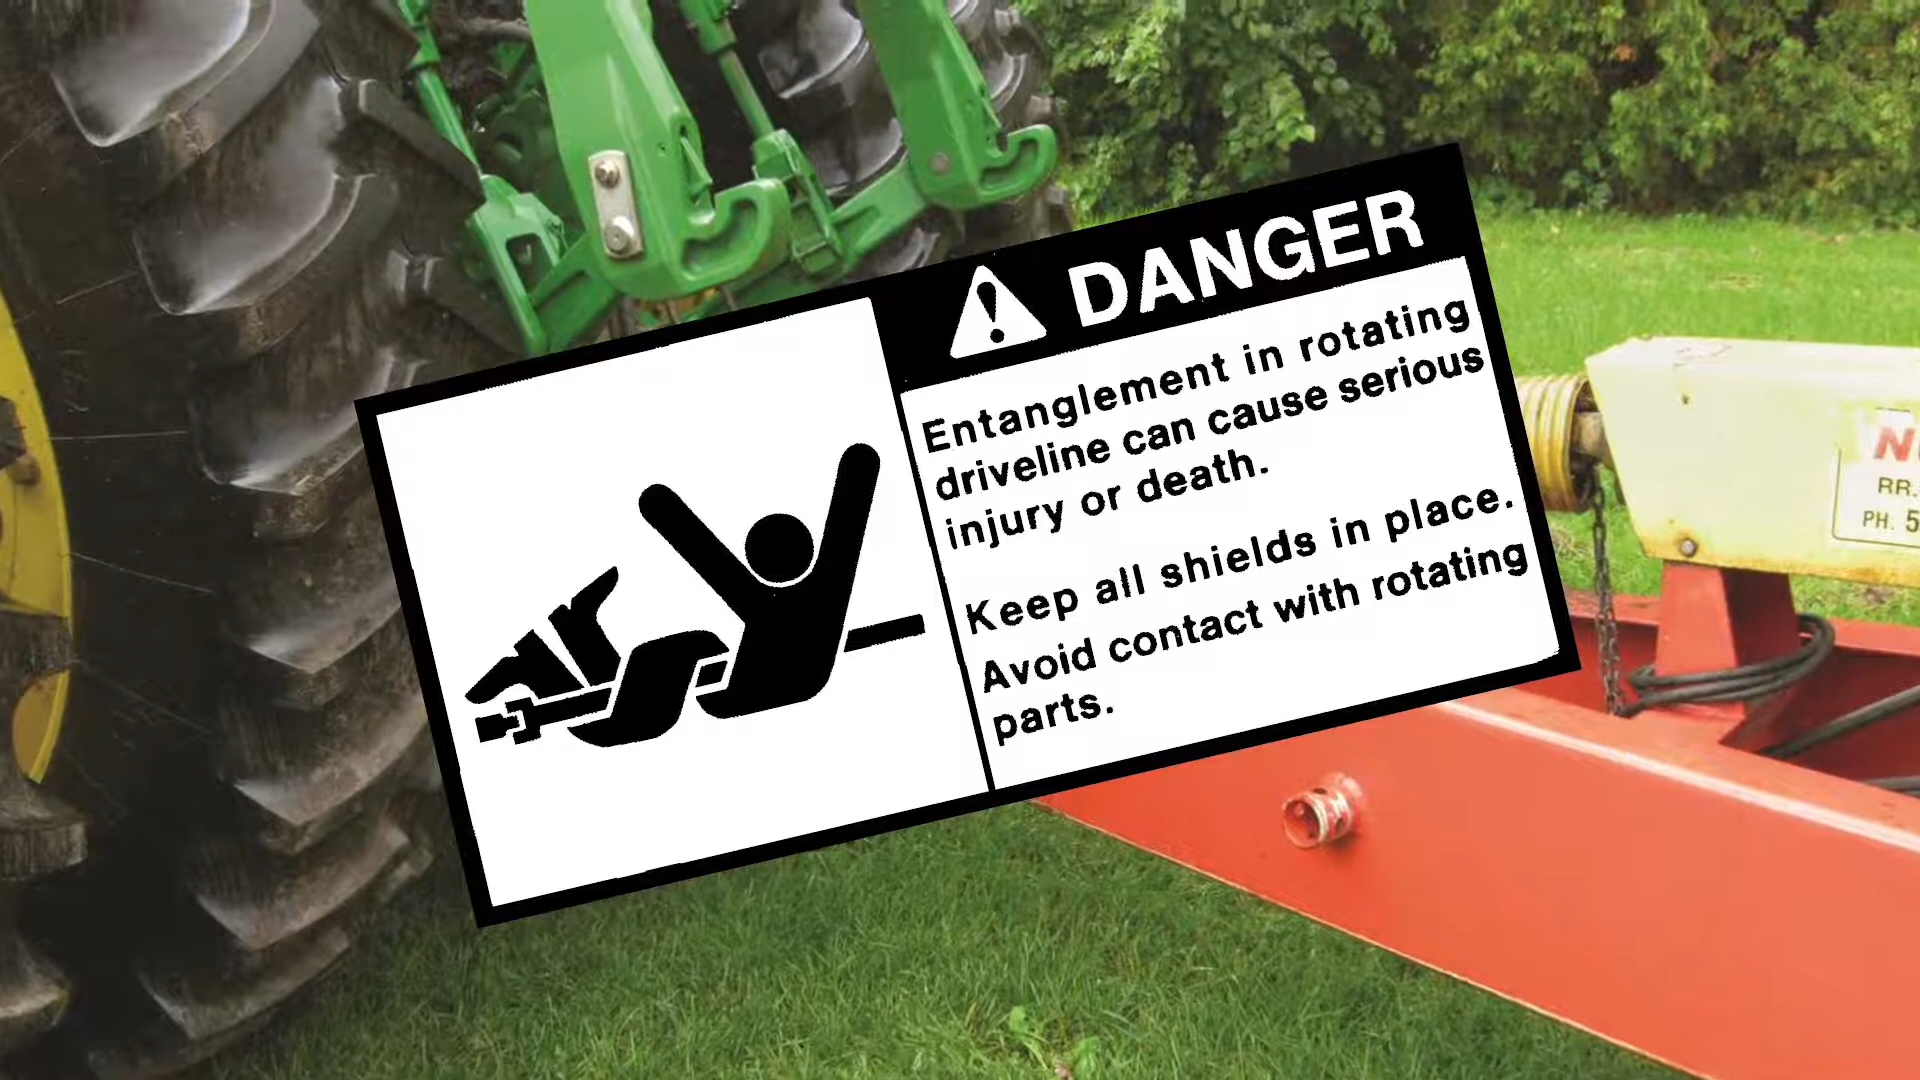 DANGER
Entanglement in rotating
driveline can cause serious
injury or death.
Keep all shields in place.
Avoid contact with rotating
parts.
RR.
PH. 5